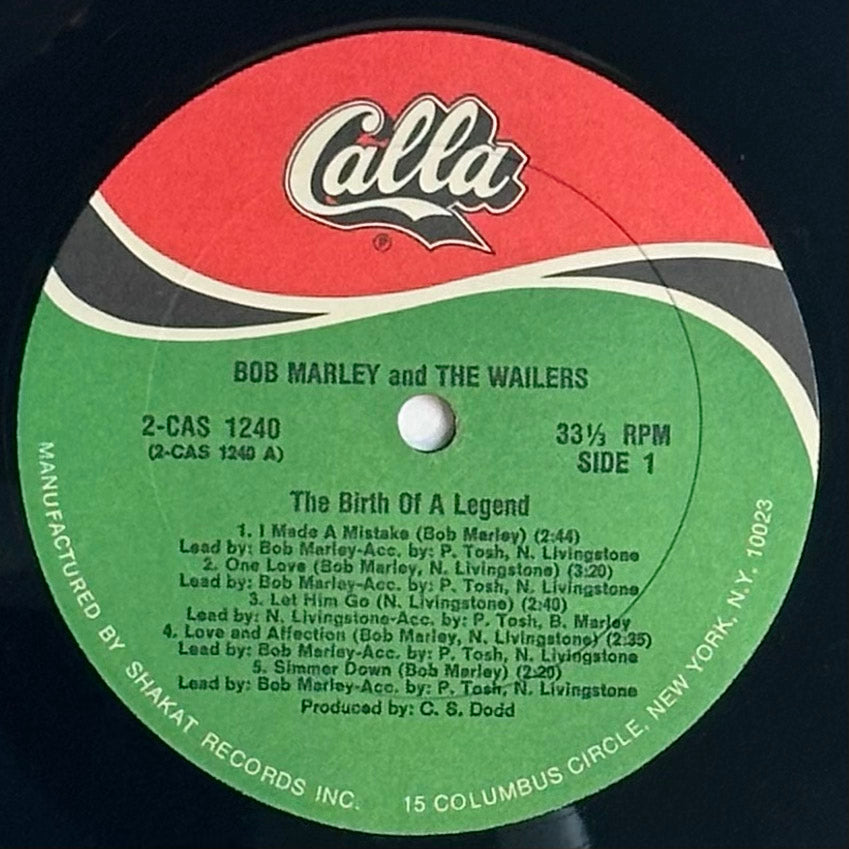 Calla
℗
BOB MARLEY and THE WAILERS
2-CAS 1240
(2-CAS 1240 A)
33⅓ RPM
SIDE 1
The Birth Of A Legend
1. I Made A Mistake (Bob Marley) (2:44)
Lead by: Bob Marley-Acc. by: P. Tosh, N. Livingstone
2. One Love (Bob Marley, N. Livingstone) (3:20)
Lead by: Bob Marley-Acc. by: P. Tosh, N. Livingstone
3. Let Him Go (N. Livingstone) (2:40)
Lead by: N. Livingstone-Acc. by: P. Tosh, B. Marley
4. Love and Affection (Bob Marley, N. Livingstone) (2:35)
Lead by: Bob Marley-Acc. by: P. Tosh, N. Livingstone
5. Simmer Down (Bob Marley) (2:20)
Lead by: Bob Marley-Acc. by: P. Tosh, N. Livingstone
Produced by: C. S. Dodd
MANUFACTURED BY SHAKAT RECORDS INC. 15 COLUMBUS CIRCLE, NEW YORK, N.Y. 10023